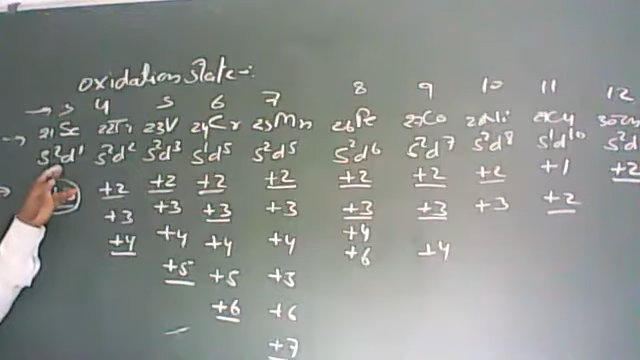 Oxidation State:-
→ 3 4 5 6 7 8 9 10 11 12
→ 21Sc 22Ti 23V 24Cr 25Mn 26Fe 27Co 28Ni 29Cu 30Zn
s²d¹ s²d² s²d³ s¹d⁵ s²d⁵ s²d⁶ s²d⁷ s²d⁸ s¹d¹⁰ s²d
+2 +2 +2 +2 +2 +2 +2 +1 +2
+3 +3 +3 +3 +3 +3 +3 +2
+4 +4 +4 +4 +4 +4
+5 +5 +3 +6
+6 +6
+7